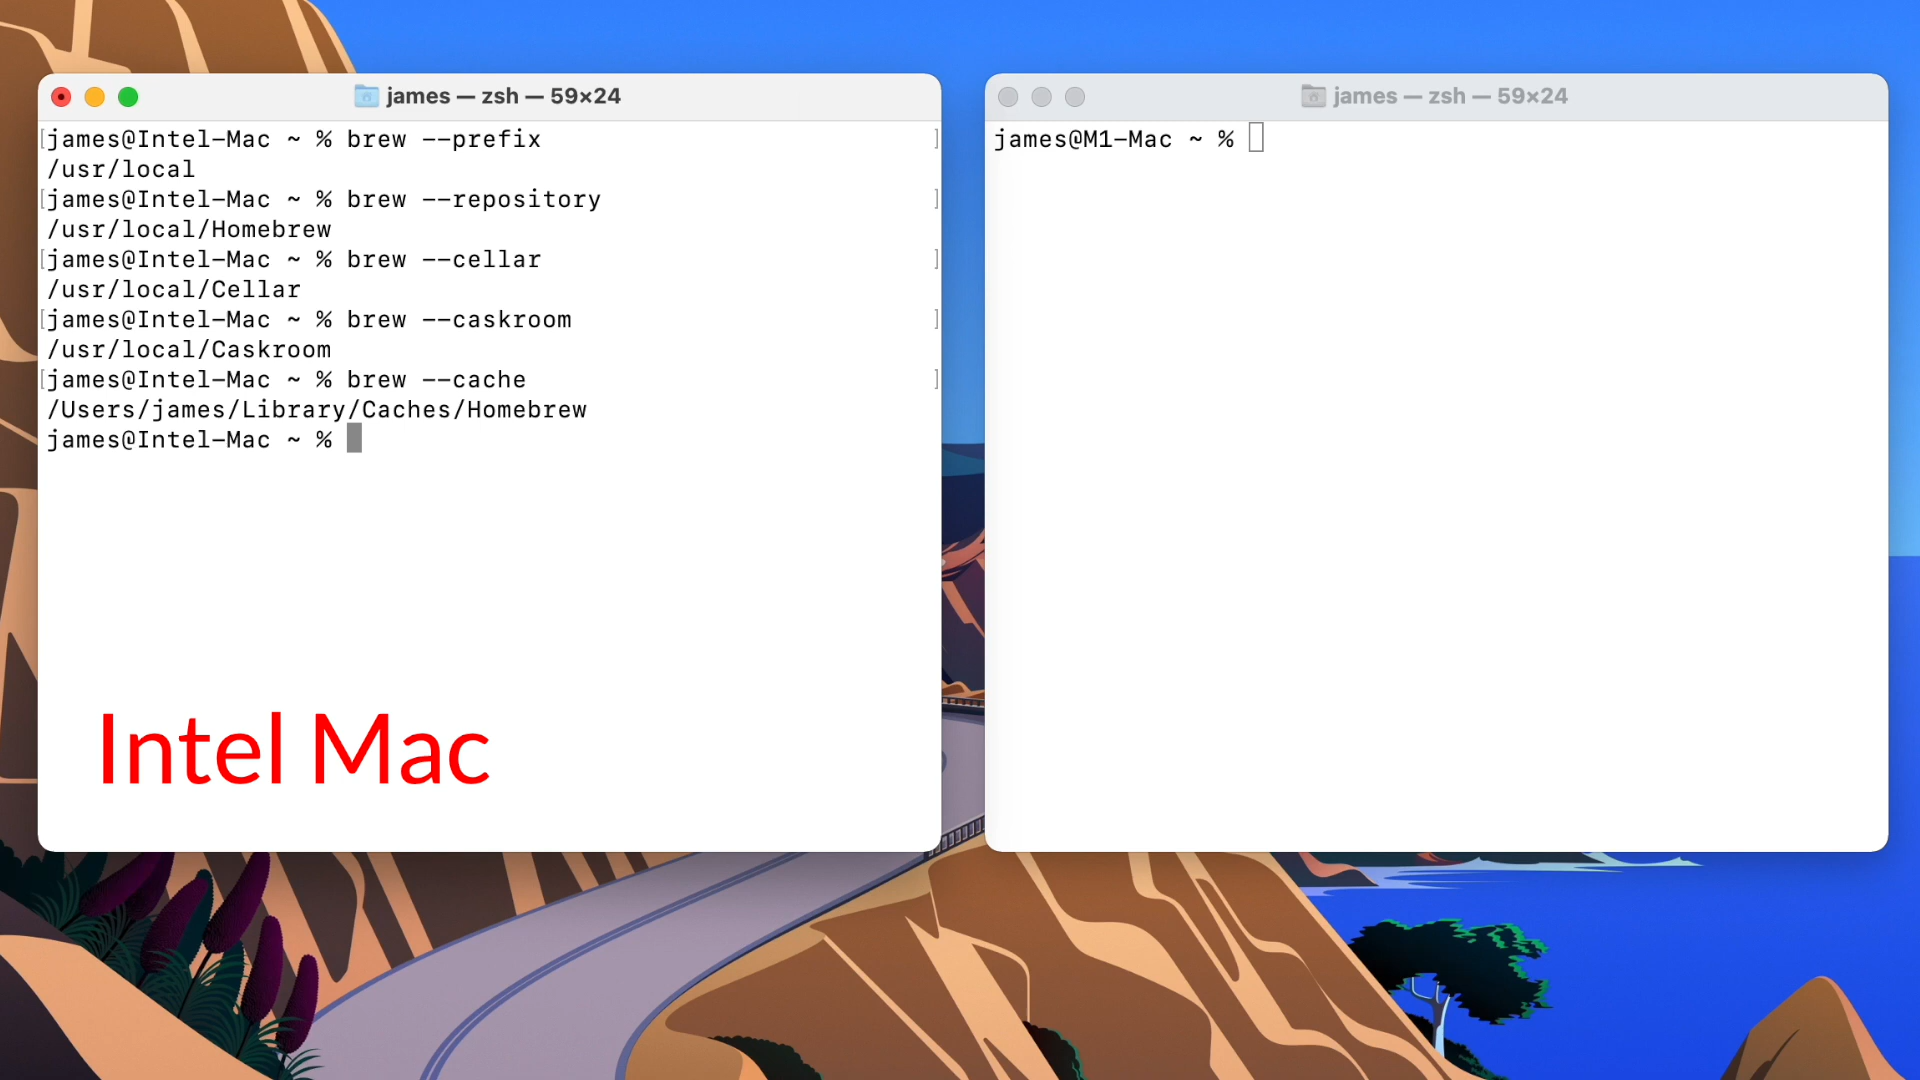 james — zsh — 59×24
james@Intel-Mac ~ % brew --prefix
/usr/local
james@Intel-Mac ~ % brew --repository
/usr/local/Homebrew
james@Intel-Mac ~ % brew --cellar
/usr/local/Cellar
james@Intel-Mac ~ % brew --caskroom
/usr/local/Caskroom
james@Intel-Mac ~ % brew --cache
/Users/james/Library/Caches/Homebrew
james@Intel-Mac ~ %
Intel Mac
james — zsh — 59×24
james@M1-Mac ~ %